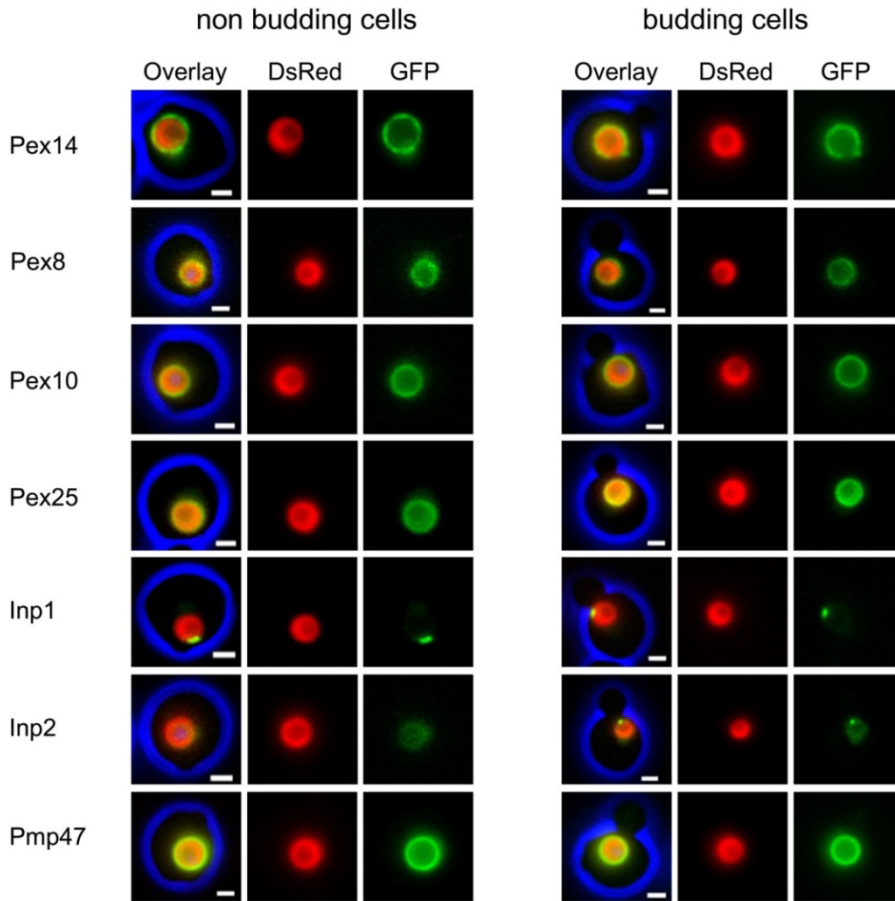 non budding cells budding cells
Overlay DsRed GFP Overlay DsRed GFP
Pex14
Pex8
Pex10
Pex25
Inp1
Inp2
Pmp47